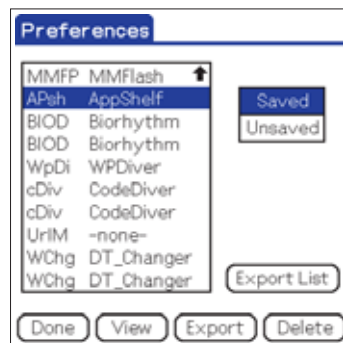 Preferences
MMFP MMFlash
APsh AppShelf
BIOD Biorhythm
BIOD Biorhythm
WpDi WPDiver
cDiv CodeDiver
cDiv CodeDiver
UrlM -none-
WChg DT_Changer
WChg DT_Changer
Saved
Unsaved
Export List
Done View Export Delete